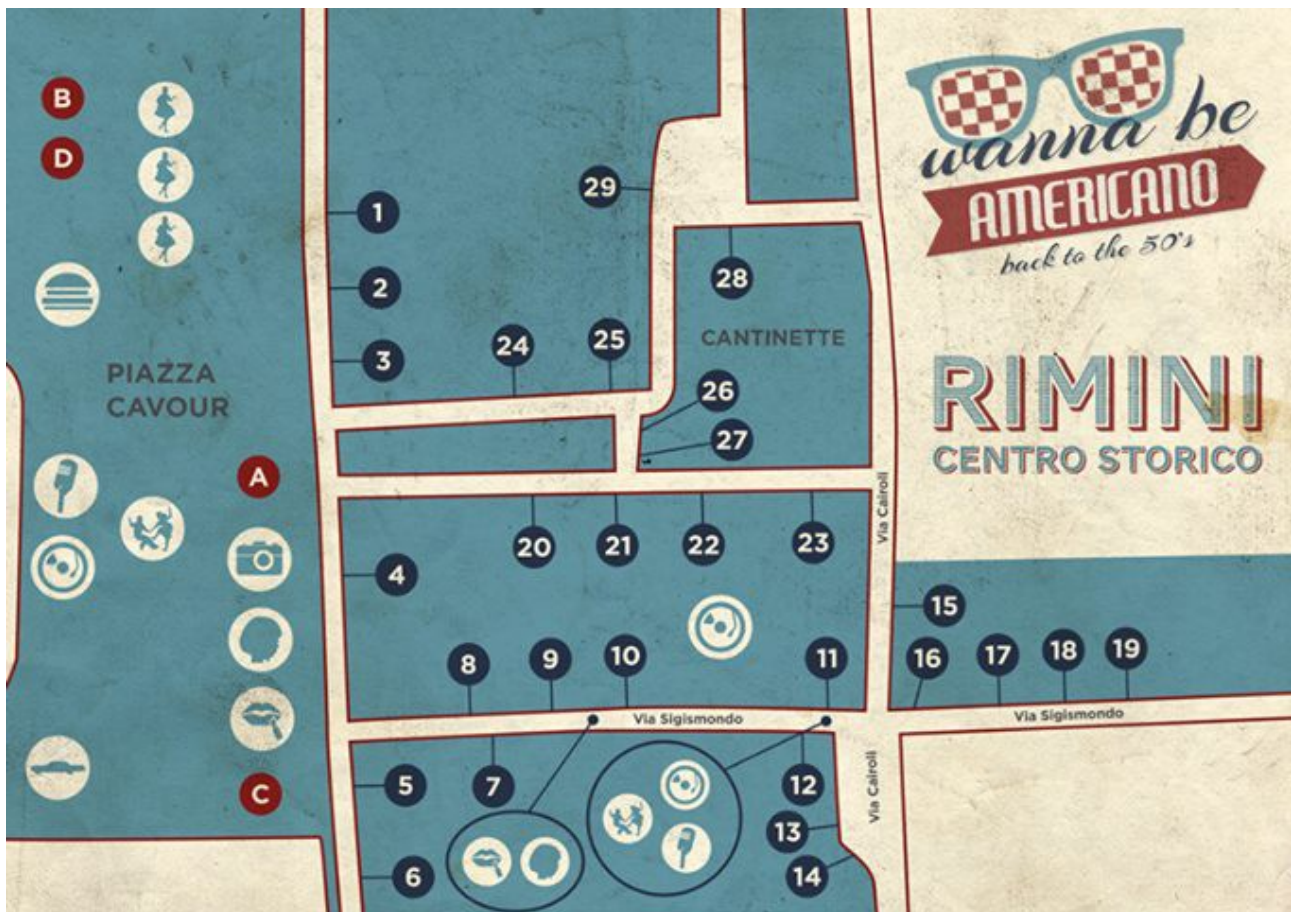 B
D
1
2
3
29
28
CANTINETTE
24
25
26
27
PIAZZA
CAVOUR
A
C
4
20
21
22
23
8
9
10
11
Via Sigismondo
5
6
7
12
13
14
Via Cairoli
Via Cairoli
15
16
17
18
19
Via Sigismondo
wanna be
AMERICANO
back to the 50's
RIMINI
CENTRO STORICO